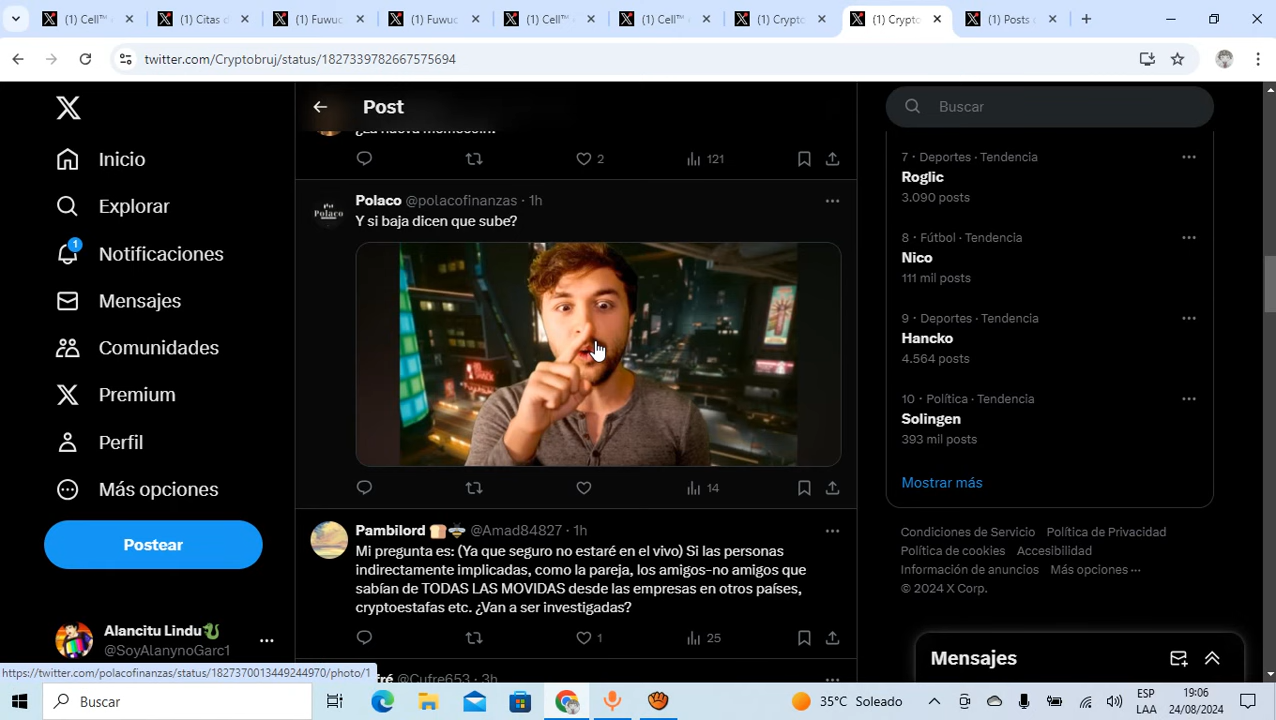 (1) Cell™
(1) Citas d
(1) Fuwuc
(1) Fuwuc
(1) Cell™
(1) Cell™
(1) Crypto
(1) Crypto
(1) Posts
twitter.com/Cryptobruj/status/1827339782667575694
Inicio
Explorar
1
Notificaciones
Mensajes
Comunidades
Premium
Perfil
Más opciones
Postear
Alancitu Lindu
@SoyAlanynoGarc1
Post
¿La nueva memecoin?
2
121
Polaco @polacofinanzas · 1h
Y si baja dicen que sube?
Polaco
14
Pambilord @Amad84827 · 1h
Mi pregunta es: (Ya que seguro no estaré en el vivo) Si las personas
indirectamente implicadas, como la pareja, los amigos-no amigos que
sabían de TODAS LAS MOVIDAS desde las empresas en otros países,
cryptoestafas etc. ¿Van a ser investigadas?
1
25
@Cufre653 · 3h
Buscar
7 · Deportes · Tendencia
Roglic
3.090 posts
8 · Fútbol · Tendencia
Nico
111 mil posts
9 · Deportes · Tendencia
Hancko
4.564 posts
10 · Política · Tendencia
Solingen
393 mil posts
Mostrar más
Condiciones de Servicio Política de Privacidad
Política de cookies Accesibilidad
Información de anuncios Más opciones ···
© 2024 X Corp.
Mensajes
https://twitter.com/polacofinanzas/status/1827370013449244970/photo/1
Buscar
35°C Soleado
ESP
LAA
19:06
24/08/2024